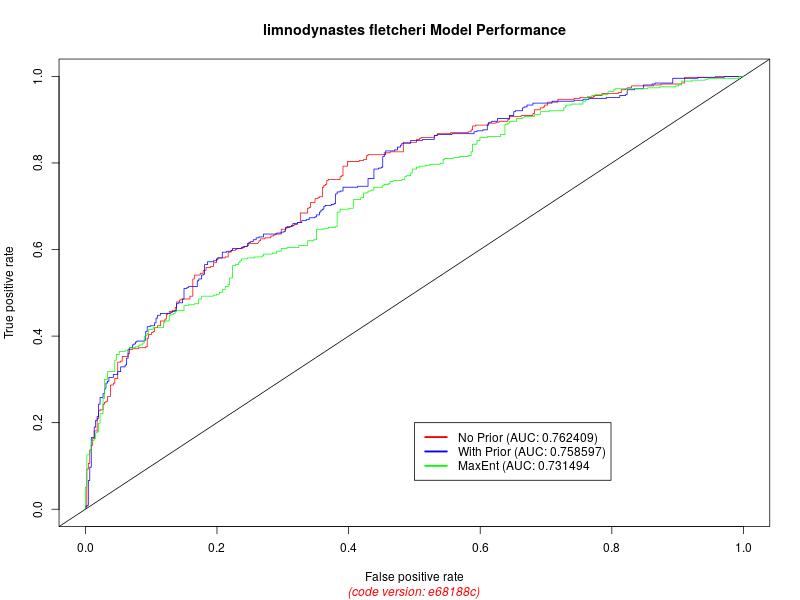 limnodynastes fletcheri Model Performance
True positive rate
1.0
0.8
0.6
0.4
0.2
0.0
No Prior (AUC: 0.762409)
With Prior (AUC: 0.758597)
MaxEnt (AUC: 0.731494
0.0 0.2 0.4 0.6 0.8 1.0
False positive rate
(code version: e68188c)